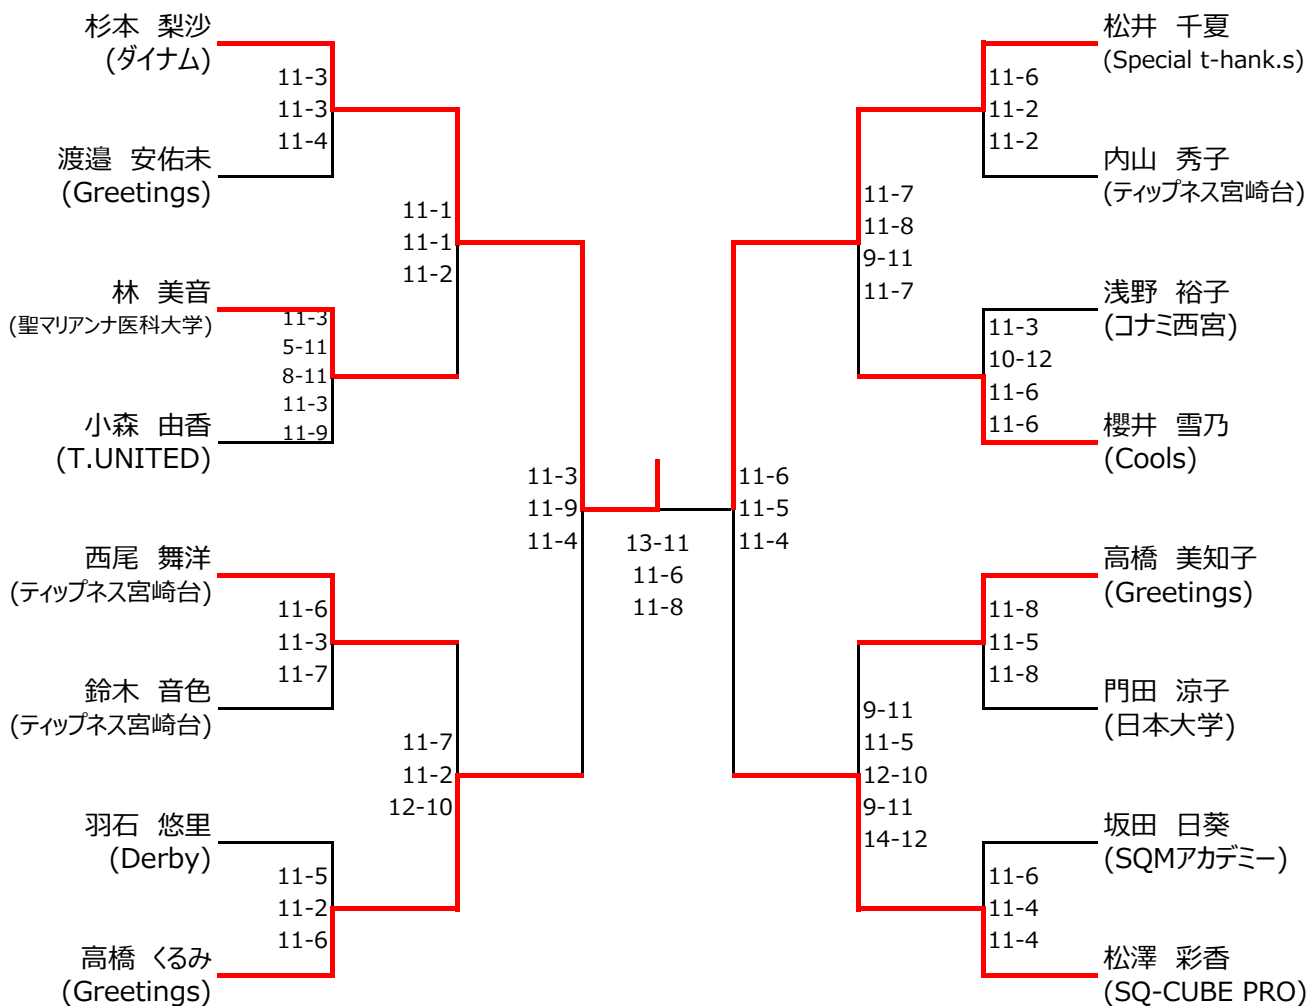 杉本 梨沙
(ダイナム)
11-3
11-3
11-4
渡邉 安佑未
(Greetings)
11-1
11-1
11-2
林 美音
(聖マリアンナ医科大学)
11-3
5-11
8-11
11-3
11-9
小森 由香
(T.UNITED)
11-3
11-9
11-4
西尾 舞洋
(ティップネス宮崎台)
11-6
11-3
11-7
鈴木 音色
(ティップネス宮崎台)
11-7
11-2
12-10
羽石 悠里
(Derby)
11-5
11-2
11-6
高橋 くるみ
(Greetings)
13-11
11-6
11-8
松井 千夏
(Special t-hank.s)
11-6
11-2
11-2
内山 秀子
(ティップネス宮崎台)
11-7
11-8
9-11
11-7
浅野 裕子
(コナミ西宮)
11-3
10-12
11-6
11-6
櫻井 雪乃
(Cools)
11-6
11-5
11-4
高橋 美知子
(Greetings)
11-8
11-5
11-8
門田 涼子
(日本大学)
9-11
11-5
12-10
9-11
14-12
坂田 日葵
(SQMアカデミー)
11-6
11-4
11-4
松澤 彩香
(SQ-CUBE PRO)